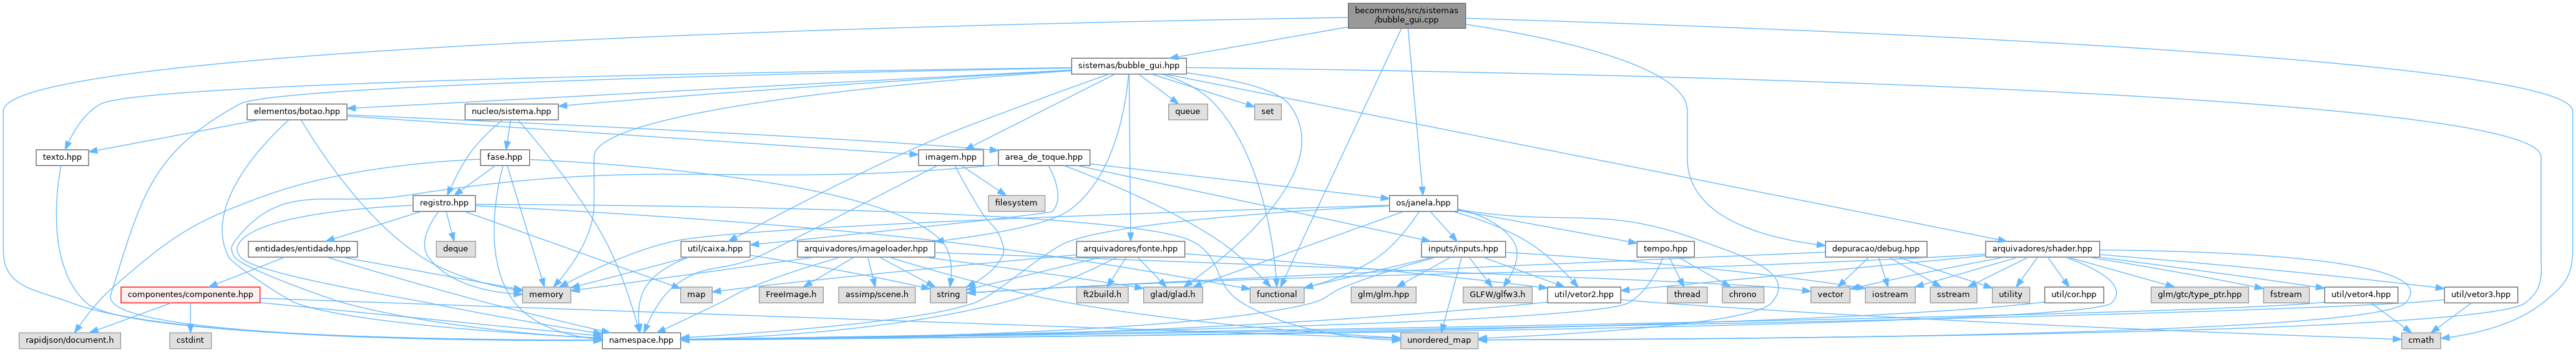 becommons/src/sistemas
/bubble_gui.cpp
sistemas/bubble_gui.hpp
elementos/botao.hpp
nucleo/sistema.hpp
queue
set
texto.hpp
fase.hpp
imagem.hpp
area_de_toque.hpp
filesystem
registro.hpp
os/janela.hpp
entidades/entidade.hpp
deque
util/caixa.hpp
arquivadores/imageloader.hpp
arquivadores/fonte.hpp
inputs/inputs.hpp
tempo.hpp
depuracao/debug.hpp
arquivadores/shader.hpp
componentes/componente.hpp
memory
map
FreeImage.h
assimp/scene.h
string
ft2build.h
glad/glad.h
functional
glm/glm.hpp
GLFW/glfw3.h
util/vetor2.hpp
thread
chrono
vector
iostream
sstream
utility
util/cor.hpp
glm/gtc/type_ptr.hpp
fstream
util/vetor4.hpp
util/vetor3.hpp
rapidjson/document.h
cstdint
namespace.hpp
unordered_map
cmath